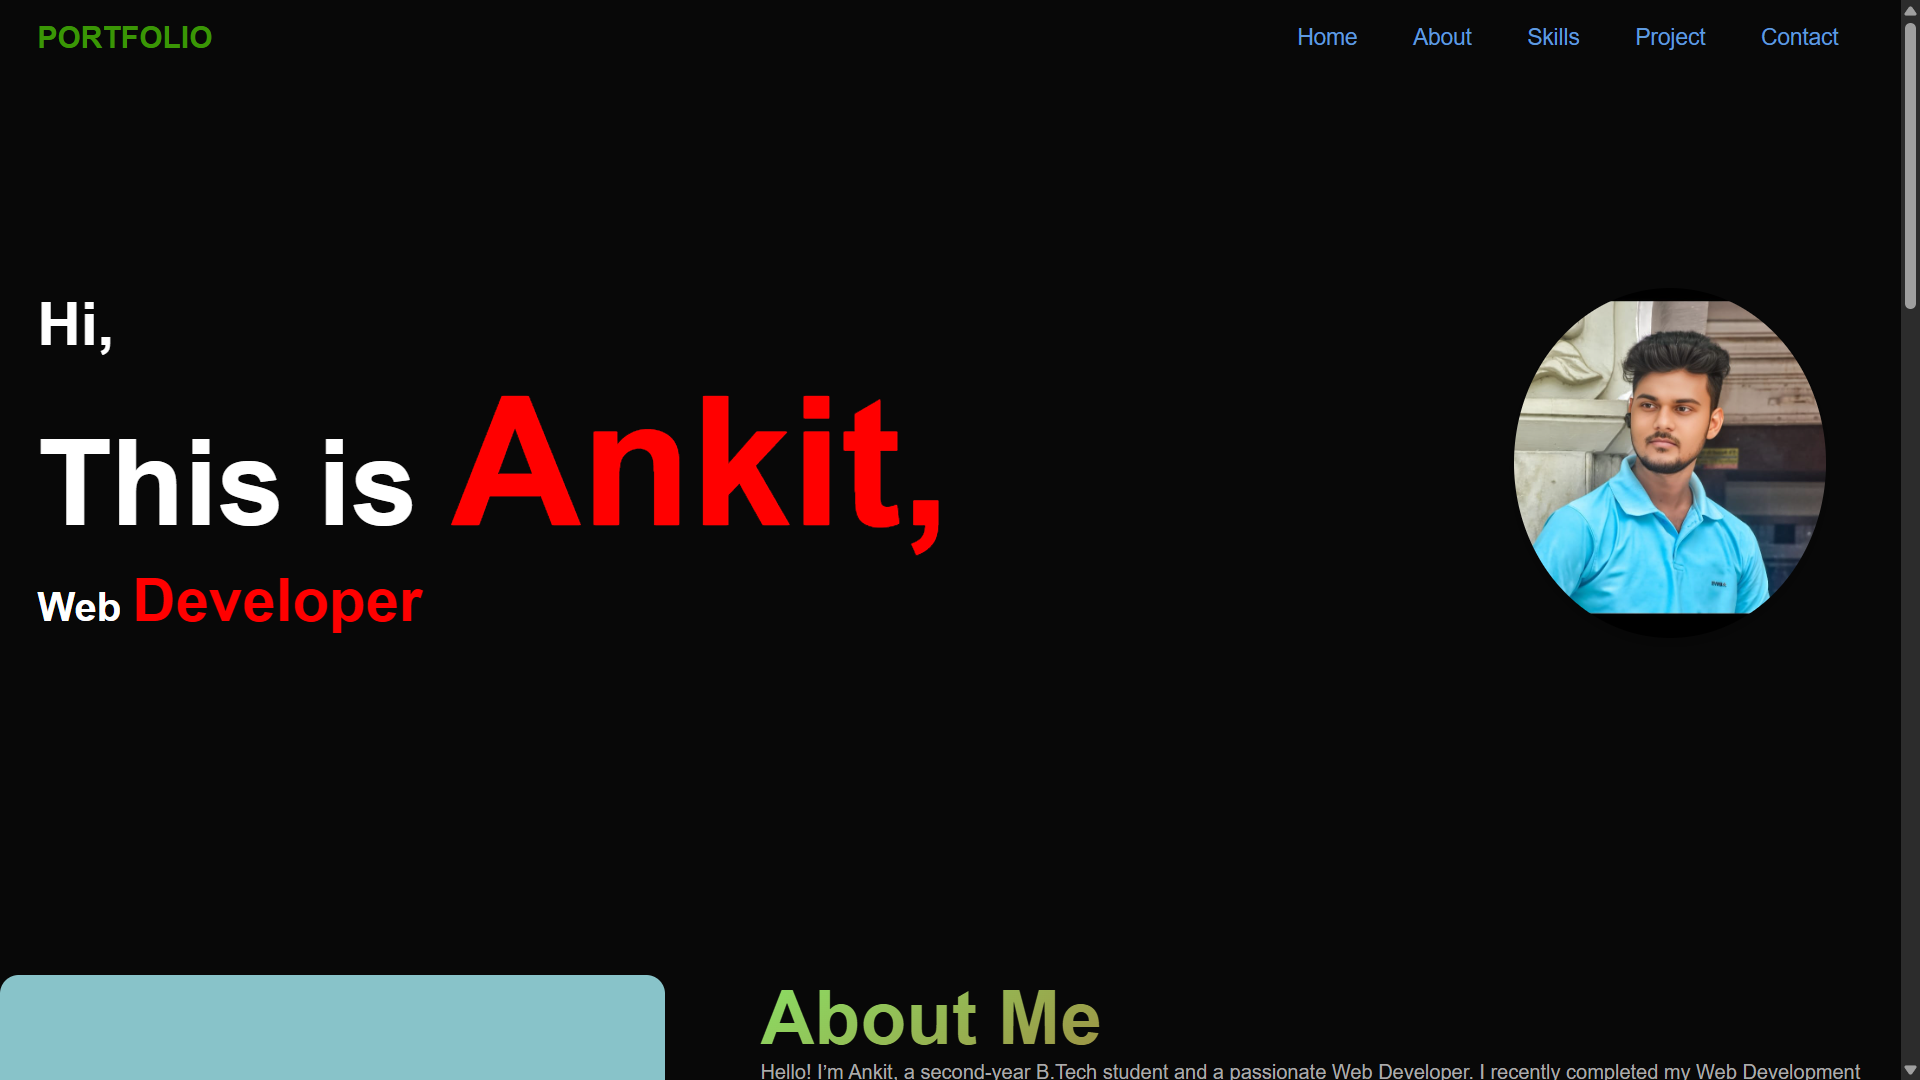 PORTFOLIO
Home About Skills Project Contact
Hi,
This is Ankit,
Web Developer
About Me
Hello! I’m Ankit, a second-year B.Tech student and a passionate Web Developer. I recently completed my Web Development